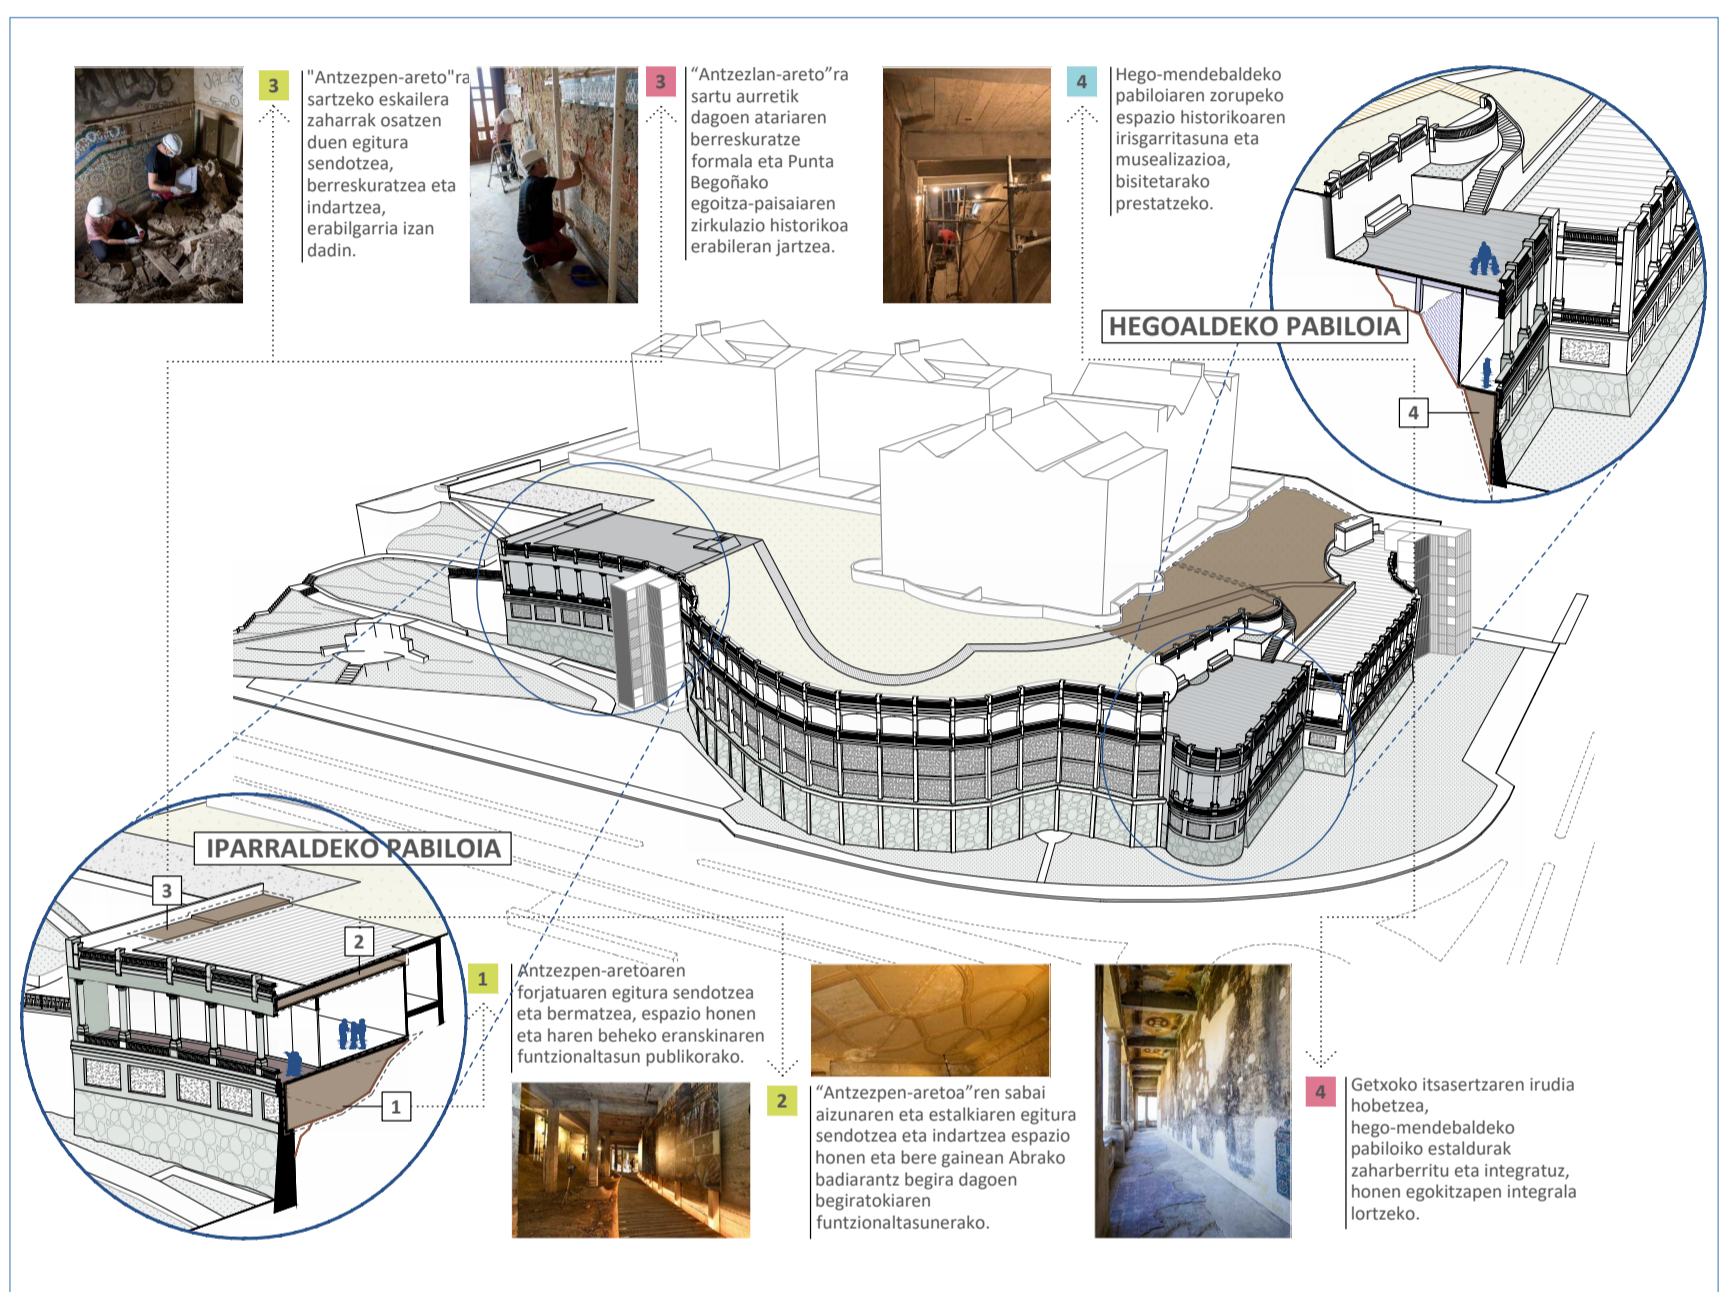 3
"Antzezpen-areto"ra
sartzeko eskailera
zaharrak osatzen
duen egitura
sendotzea,
berreskuratzea eta
indartzea,
erabilgarria izan
dadin.
3
“Antzezlan-areto”ra
sartu aurretik
dagoen atariaren
berreskuratze
formala eta Punta
Begoñako
egoitza-paisaiaren
zirkulazio historikoa
erabileran jartzea.
4
Hego-mendebaldeko
pabiloiaren zorupeko
espazio historikoaren
irisgarritasuna eta
musealizazioa,
bisitetarako
prestatzeko.
HEGOALDEKO PABILOIA
4
IPARRALDEKO PABILOIA
3
2
1
1
Antzezpen-aretoaren
forjatuaren egitura sendotzea
eta bermatzea, espazio honen
eta haren beheko eranskinaren
funtzionaltasun publikorako.
2
“Antzezpen-aretoa”ren sabai
aizunaren eta estalkiaren egitura
sendotzea eta indartzea espazio
honen eta bere gainean Abrako
badiarantz begira dagoen
begiratokiaren
funtzionaltasunerako.
4
Getxoko itsasertzaren irudia
hobetzea,
hego-mendebaldeko
pabiloiko estaldurak
zaharberritu eta integratuz,
honen egokitzapen integrala
lortzeko.